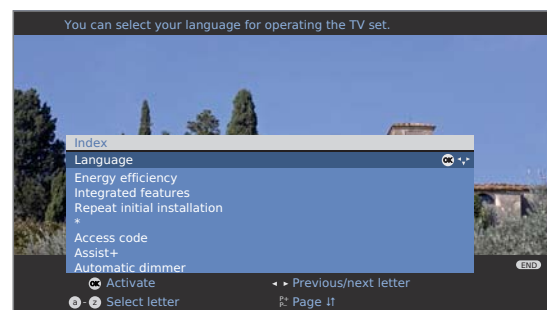 You can select your language for operating the TV set.
Index
Language OK
Energy efficiency
Integrated features
Repeat initial installation
*
Access code
Assist+
Automatic dimmer
END
OK Activate ◂ ▸ Previous/next letter
a - z Select letter P+ P- Page ↓↑